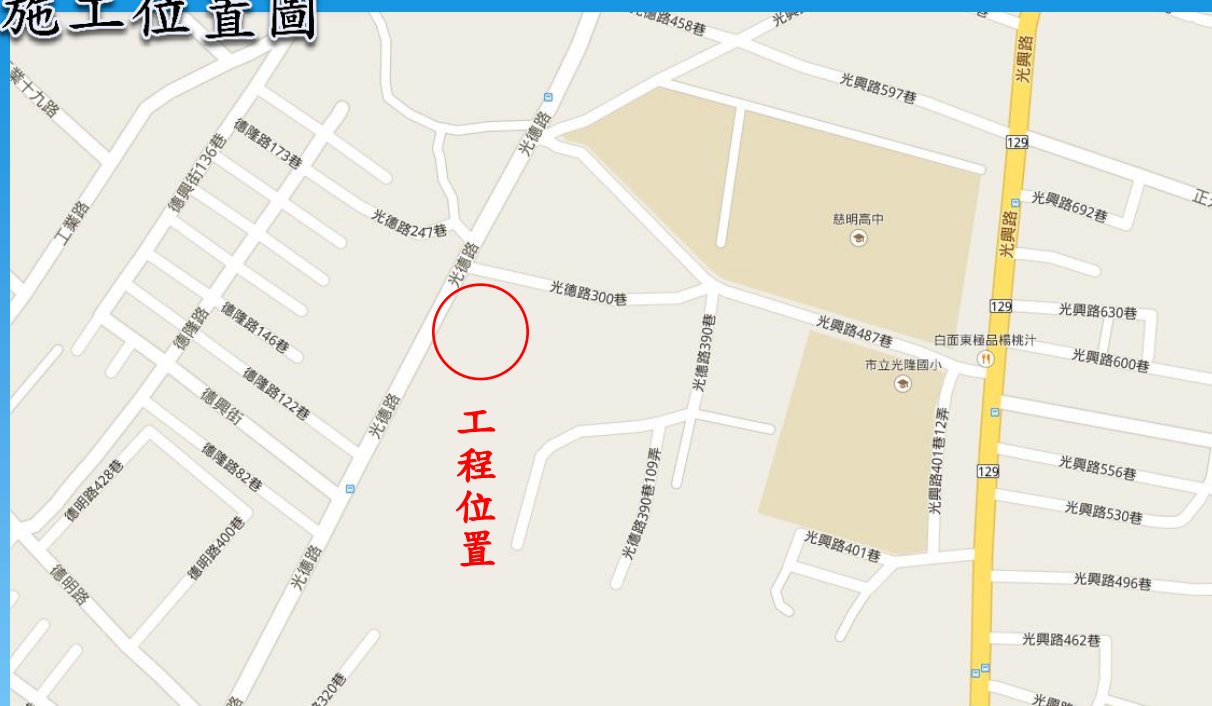 施工位置圖
光德路458巷
光興路
光興路597巷
工業路
德興街136巷
德隆路173巷
光德路
光德路247巷
129
光興路692巷
慈明高中
光興路
光德路
光德路300巷
129
光興路630巷
德隆路146巷
德隆路
光興路487巷
白面東極品楊桃汁
光興路600巷
市立光隆國小
光德路390巷
德隆路122巷
德興街
光德路
工程位置
光興路401巷12弄
129
光興路556巷
德隆路82巷
德明路428巷
光德路390巷109弄
光興路530巷
德明路400巷
光興路401巷
光德路
德明路
光興路496巷
光興路462巷
320巷